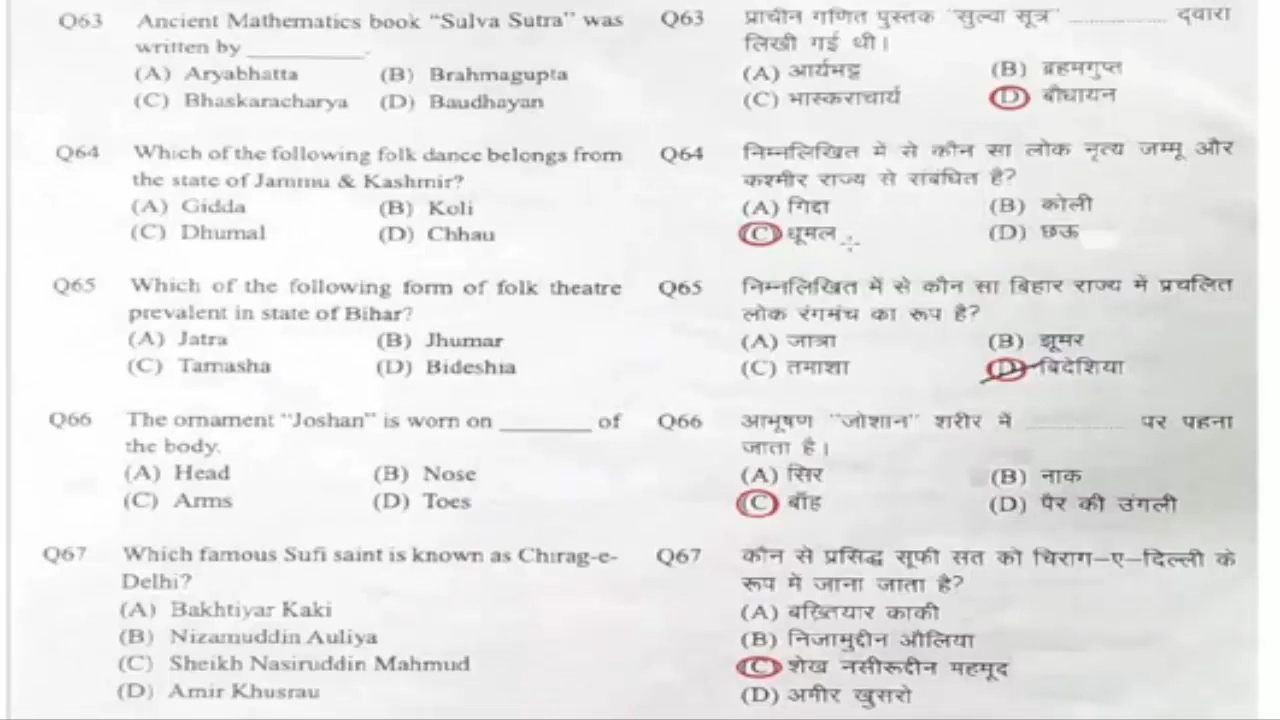 Q63 Ancient Mathematics book “Sulva Sutra” was
written by ________.
(A) Aryabhatta (B) Brahmagupta
(C) Bhaskaracharya (D) Baudhayan
Q64 Which of the following folk dance belongs from
the state of Jammu & Kashmir?
(A) Gidda (B) Koli
(C) Dhumal (D) Chhau
Q65 Which of the following form of folk theatre
prevalent in state of Bihar?
(A) Jatra (B) Jhumar
(C) Tamasha (D) Bideshia
Q66 The ornament “Joshan” is worn on ________ of
the body.
(A) Head (B) Nose
(C) Arms (D) Toes
Q67 Which famous Sufi saint is known as Chirag-e-
Delhi?
(A) Bakhtiyar Kaki
(B) Nizamuddin Auliya
(C) Sheikh Nasiruddin Mahmud
(D) Amir Khusrau
Q63 प्राचीन गणित पुस्तक “सुल्वा सूत्र” ................ द्वारा
लिखी गई थी।
(A) आर्यभट्ट (B) ब्रहमगुप्त
(C) भास्कराचार्य (D) बौधायन
Q64 निम्नलिखित में से कौन सा लोक नृत्य जम्मू और
कश्मीर राज्य से संबंधित है?
(A) गिद्दा (B) कोली
(C) धूमल (D) छऊ
Q65 निम्नलिखित में से कौन सा बिहार राज्य में प्रचलित
लोक रंगमंच का रूप है?
(A) जात्रा (B) झूमर
(C) तमाशा (D) बिदेशिया
Q66 आभूषण “जोशान” शरीर में ................ पर पहना
जाता है।
(A) सिर (B) नाक
(C) बाँह (D) पैर की उंगली
Q67 कौन से प्रसिद्ध सूफी संत को चिराग-ए-दिल्ली के
रूप में जाना जाता है?
(A) बख़्तियार काकी
(B) निजामुद्दीन औलिया
(C) शेख नसीरूदीन महमूद
(D) अमीर खुसरो